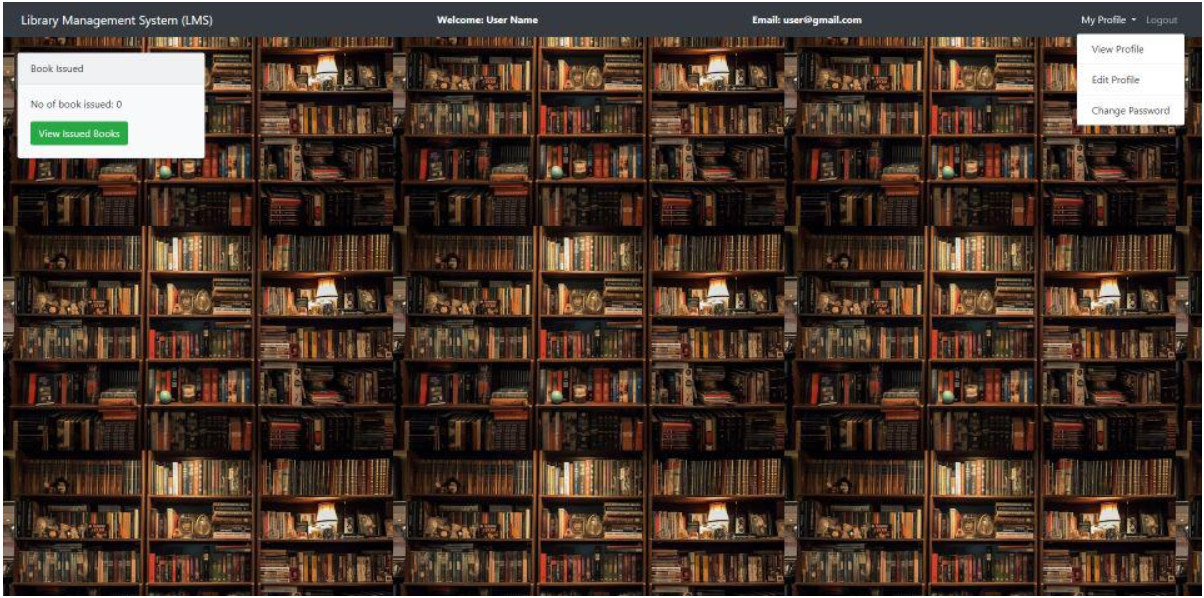 Library Management System (LMS) Welcome: User Name Email: user@gmail.com My Profile Logout
View Profile
Edit Profile
Change Password
Book Issued
No of book issued: 0
View Issued Books